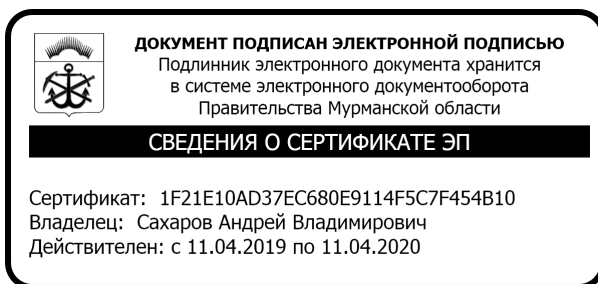 ДОКУМЕНТ ПОДПИСАН ЭЛЕКТРОННОЙ ПОДПИСЬЮ
Подлинник электронного документа хранится
в системе электронного документооборота
Правительства Мурманской области
СВЕДЕНИЯ О СЕРТИФИКАТЕ ЭП
Сертификат: 1F21E10AD37EC680E9114F5C7F454B10
Владелец: Сахаров Андрей Владимирович
Действителен: с 11.04.2019 по 11.04.2020